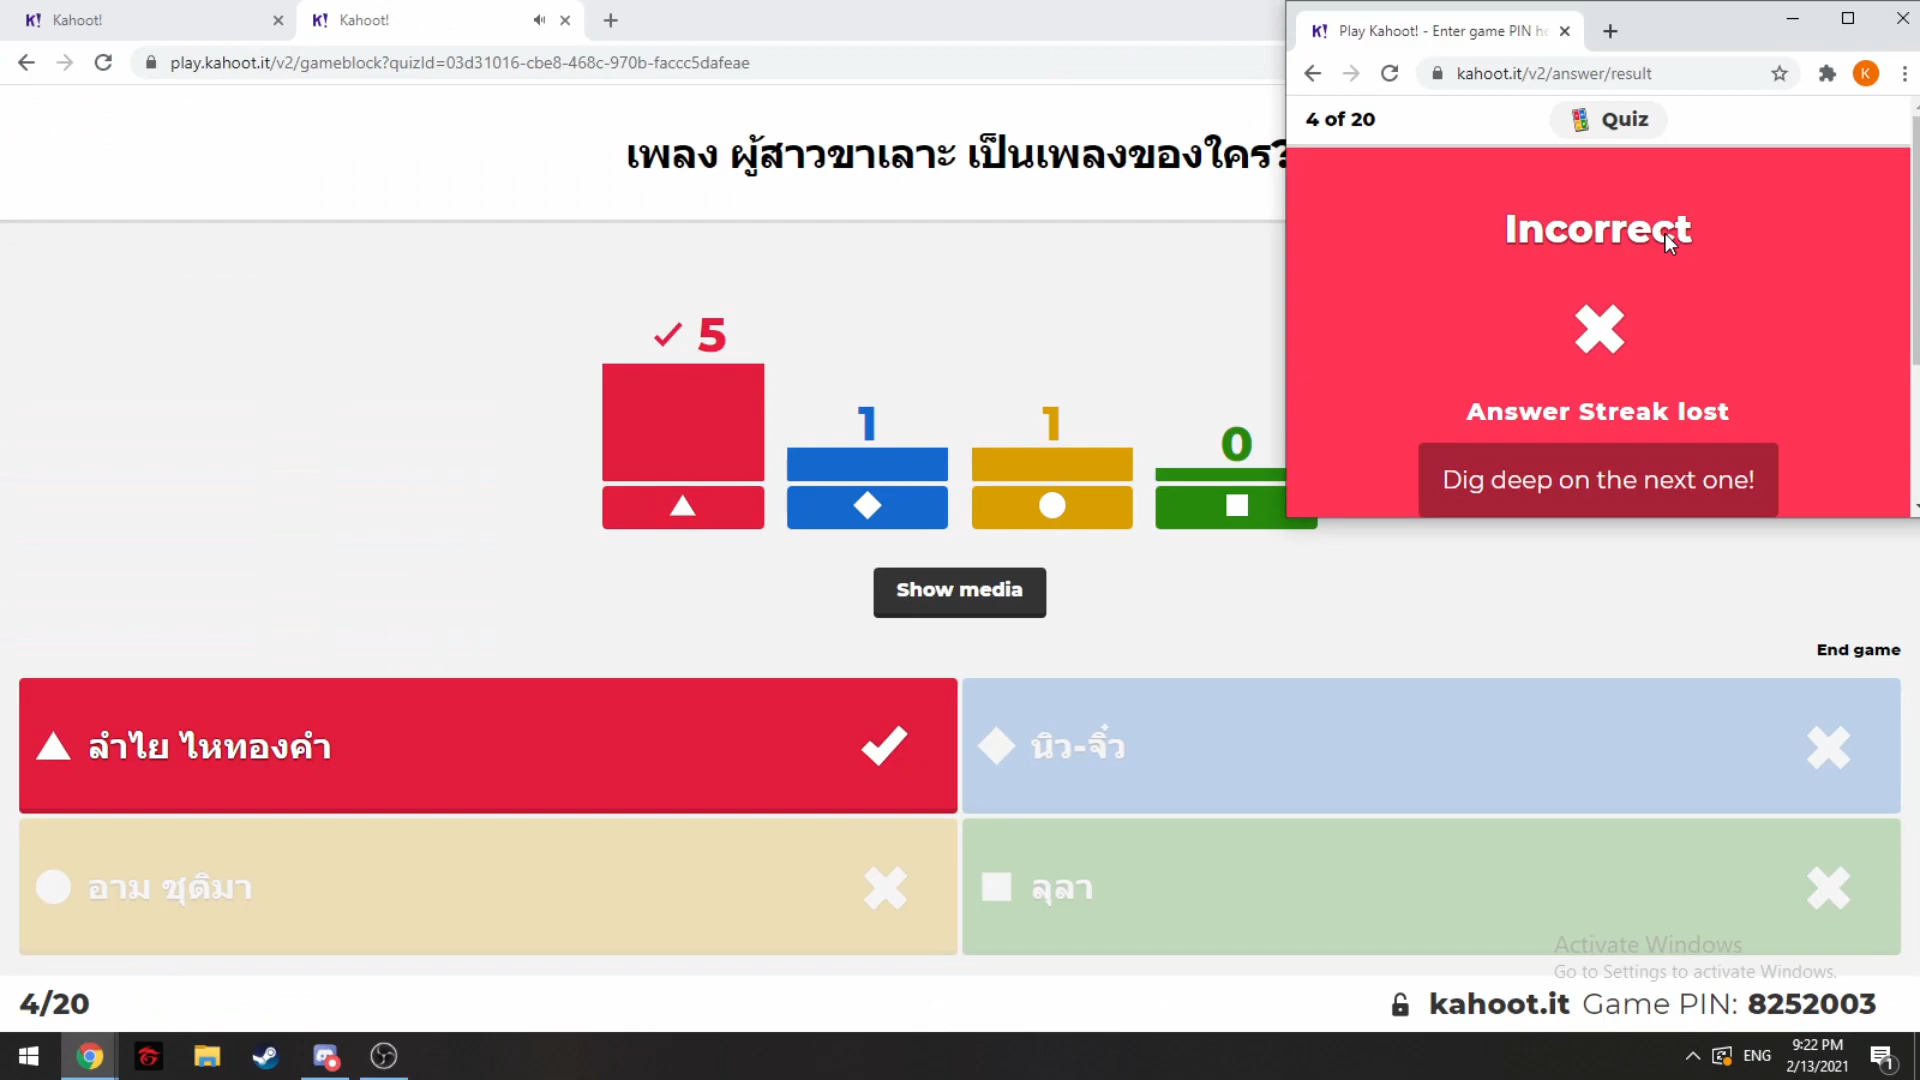 Kahoot!
Kahoot!
play.kahoot.it/v2/gameblock?quizId=03d31016-cbe8-468c-970b-faccc5dafeae
Play Kahoot! - Enter game PIN he
kahoot.it/v2/answer/result
K
4 of 20
Quiz
Incorrect
Answer Streak lost
Dig deep on the next one!
เพลง ผู้สาวขาเลาะ เป็นเพลงของใคร?
5
1
1
0
Show media
End game
ลำไย ไหทองคำ
นิว-จิ๋ว
อาม ชุติมา
ลุลา
Activate Windows
Go to Settings to activate Windows.
4/20
kahoot.it Game PIN: 8252003
ENG
9:22 PM
2/13/2021
1